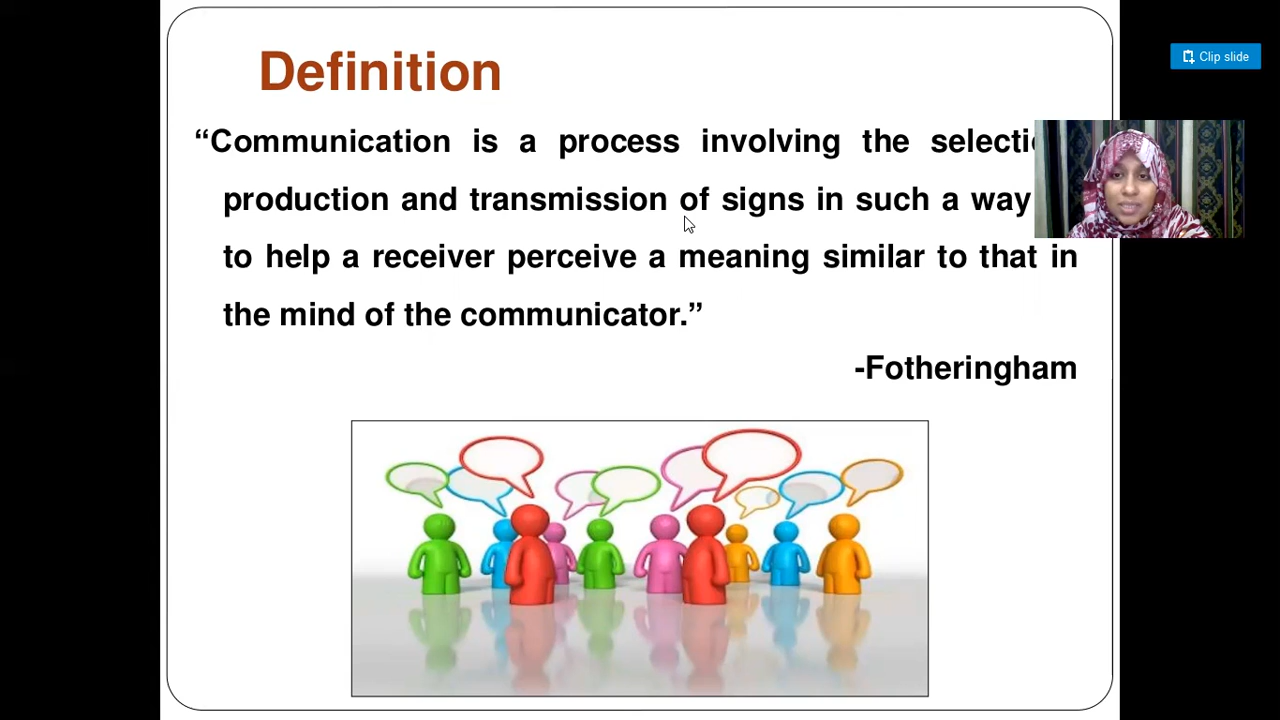 Definition
Clip slide
“Communication is a process involving the
production and transmission of signs in such a way
to help a receiver perceive a meaning similar to that in
the mind of the communicator.”
-Fotheringham